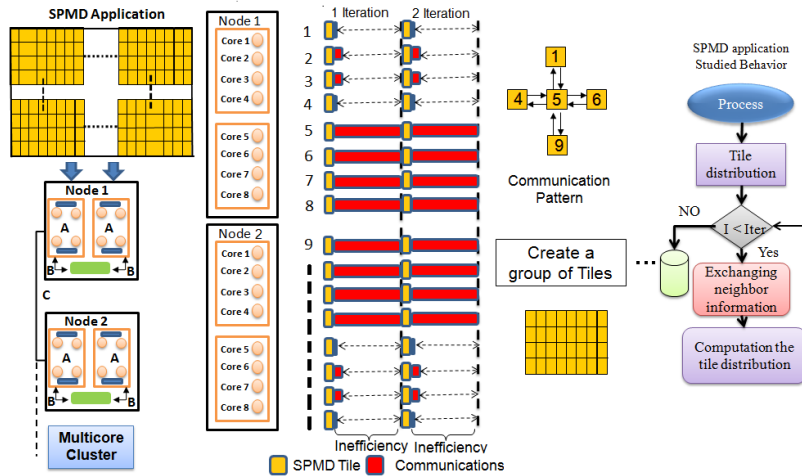 SPMD Application
Node 1
A
A
B
B
C
Node 2
A
A
B
B
Multicore
Cluster
Node 1
Core 1
Core 2
Core 3
Core 4
Core 5
Core 6
Core 7
Core 8
Node 2
Core 1
Core 2
Core 3
Core 4
Core 5
Core 6
Core 7
Core 8
1 Iteration
2 Iteration
1
2
3
4
5
6
7
8
9
Inefficiency
Inefficiency
SPMD Tile
Communications
1
4
5
6
9
Communication
Pattern
Create a
group of Tiles
SPMD application
Studied Behavior
Process
Tile
distribution
NO
I < Iter
Yes
Exchanging
neighbor
information
Computation the
tile distribution